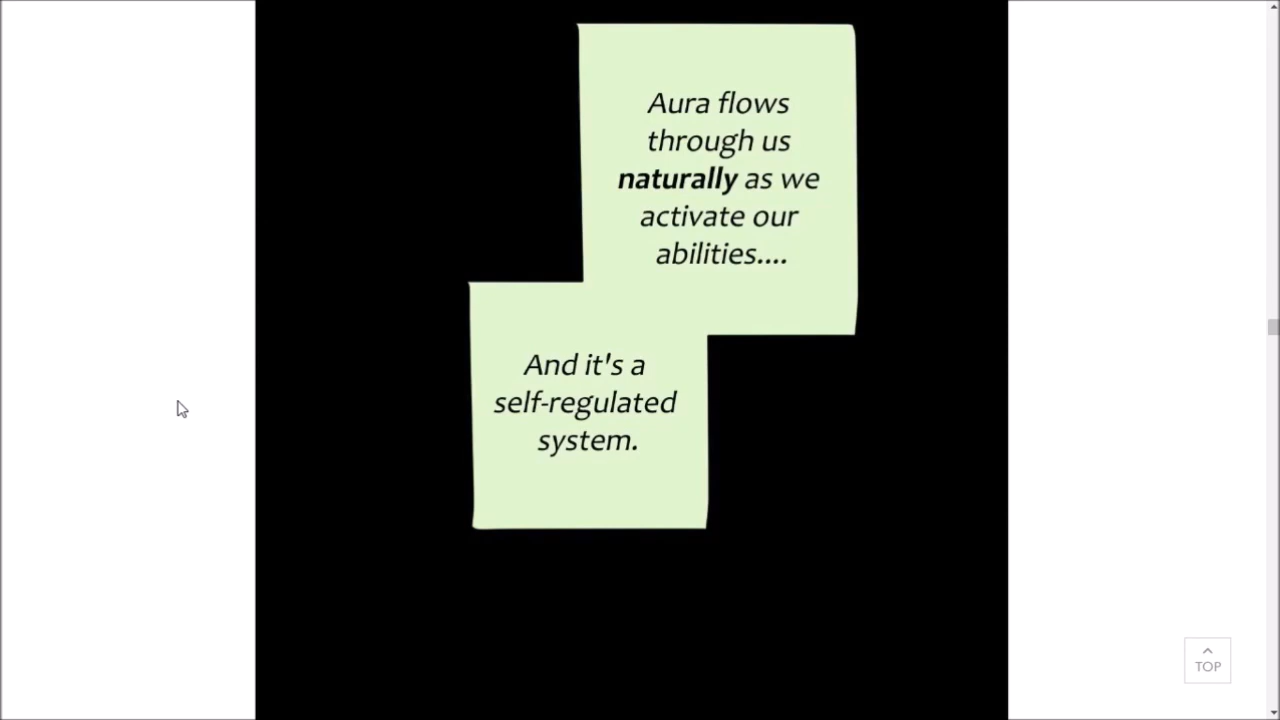 Aura flows
through us
naturally as we
activate our
abilities....
And it's a
self-regulated
system.
TOP